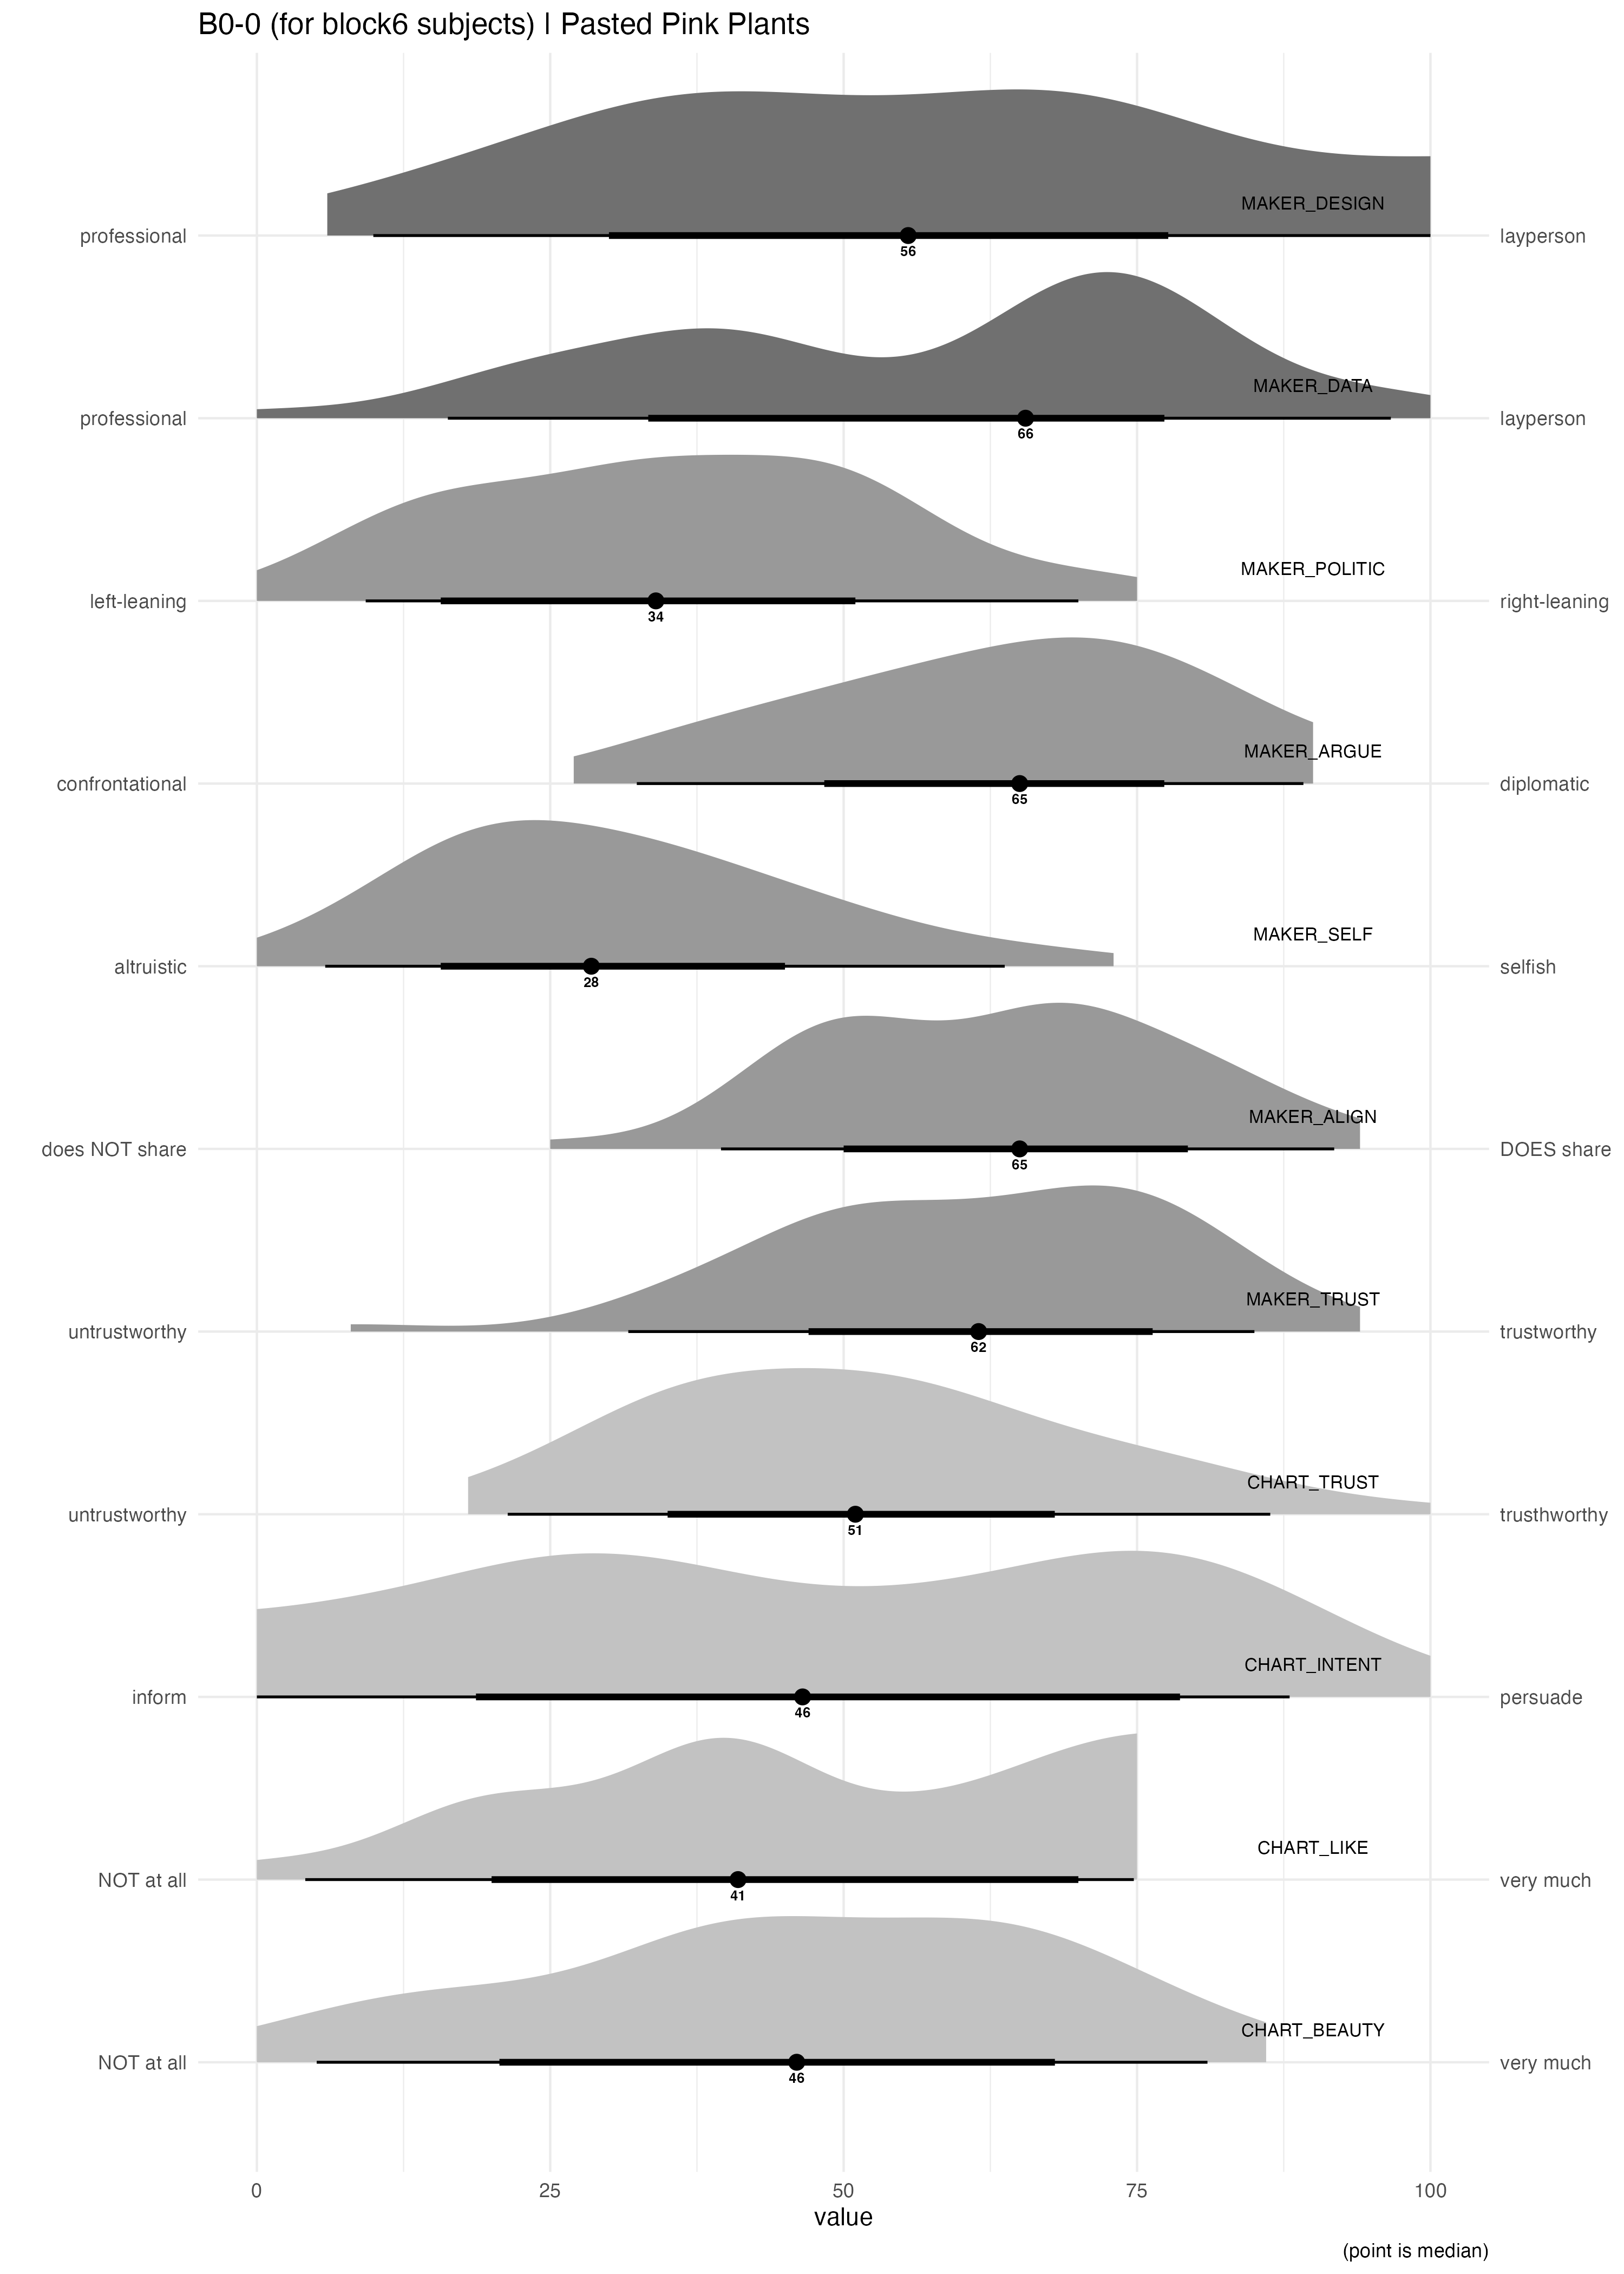 B0-0 (for block6 subjects) | Pasted Pink Plants
MAKER_DESIGN
professional layperson
56
MAKER_DATA
professional layperson
66
MAKER_POLITIC
left-leaning right-leaning
34
MAKER_ARGUE
confrontational diplomatic
65
MAKER_SELF
altruistic selfish
28
MAKER_ALIGN
does NOT share DOES share
65
MAKER_TRUST
untrustworthy trustworthy
62
CHART_TRUST
untrustworthy trusthworthy
51
CHART_INTENT
inform persuade
46
CHART_LIKE
NOT at all very much
41
CHART_BEAUTY
NOT at all very much
46
0 25 50 75 100
value
(point is median)